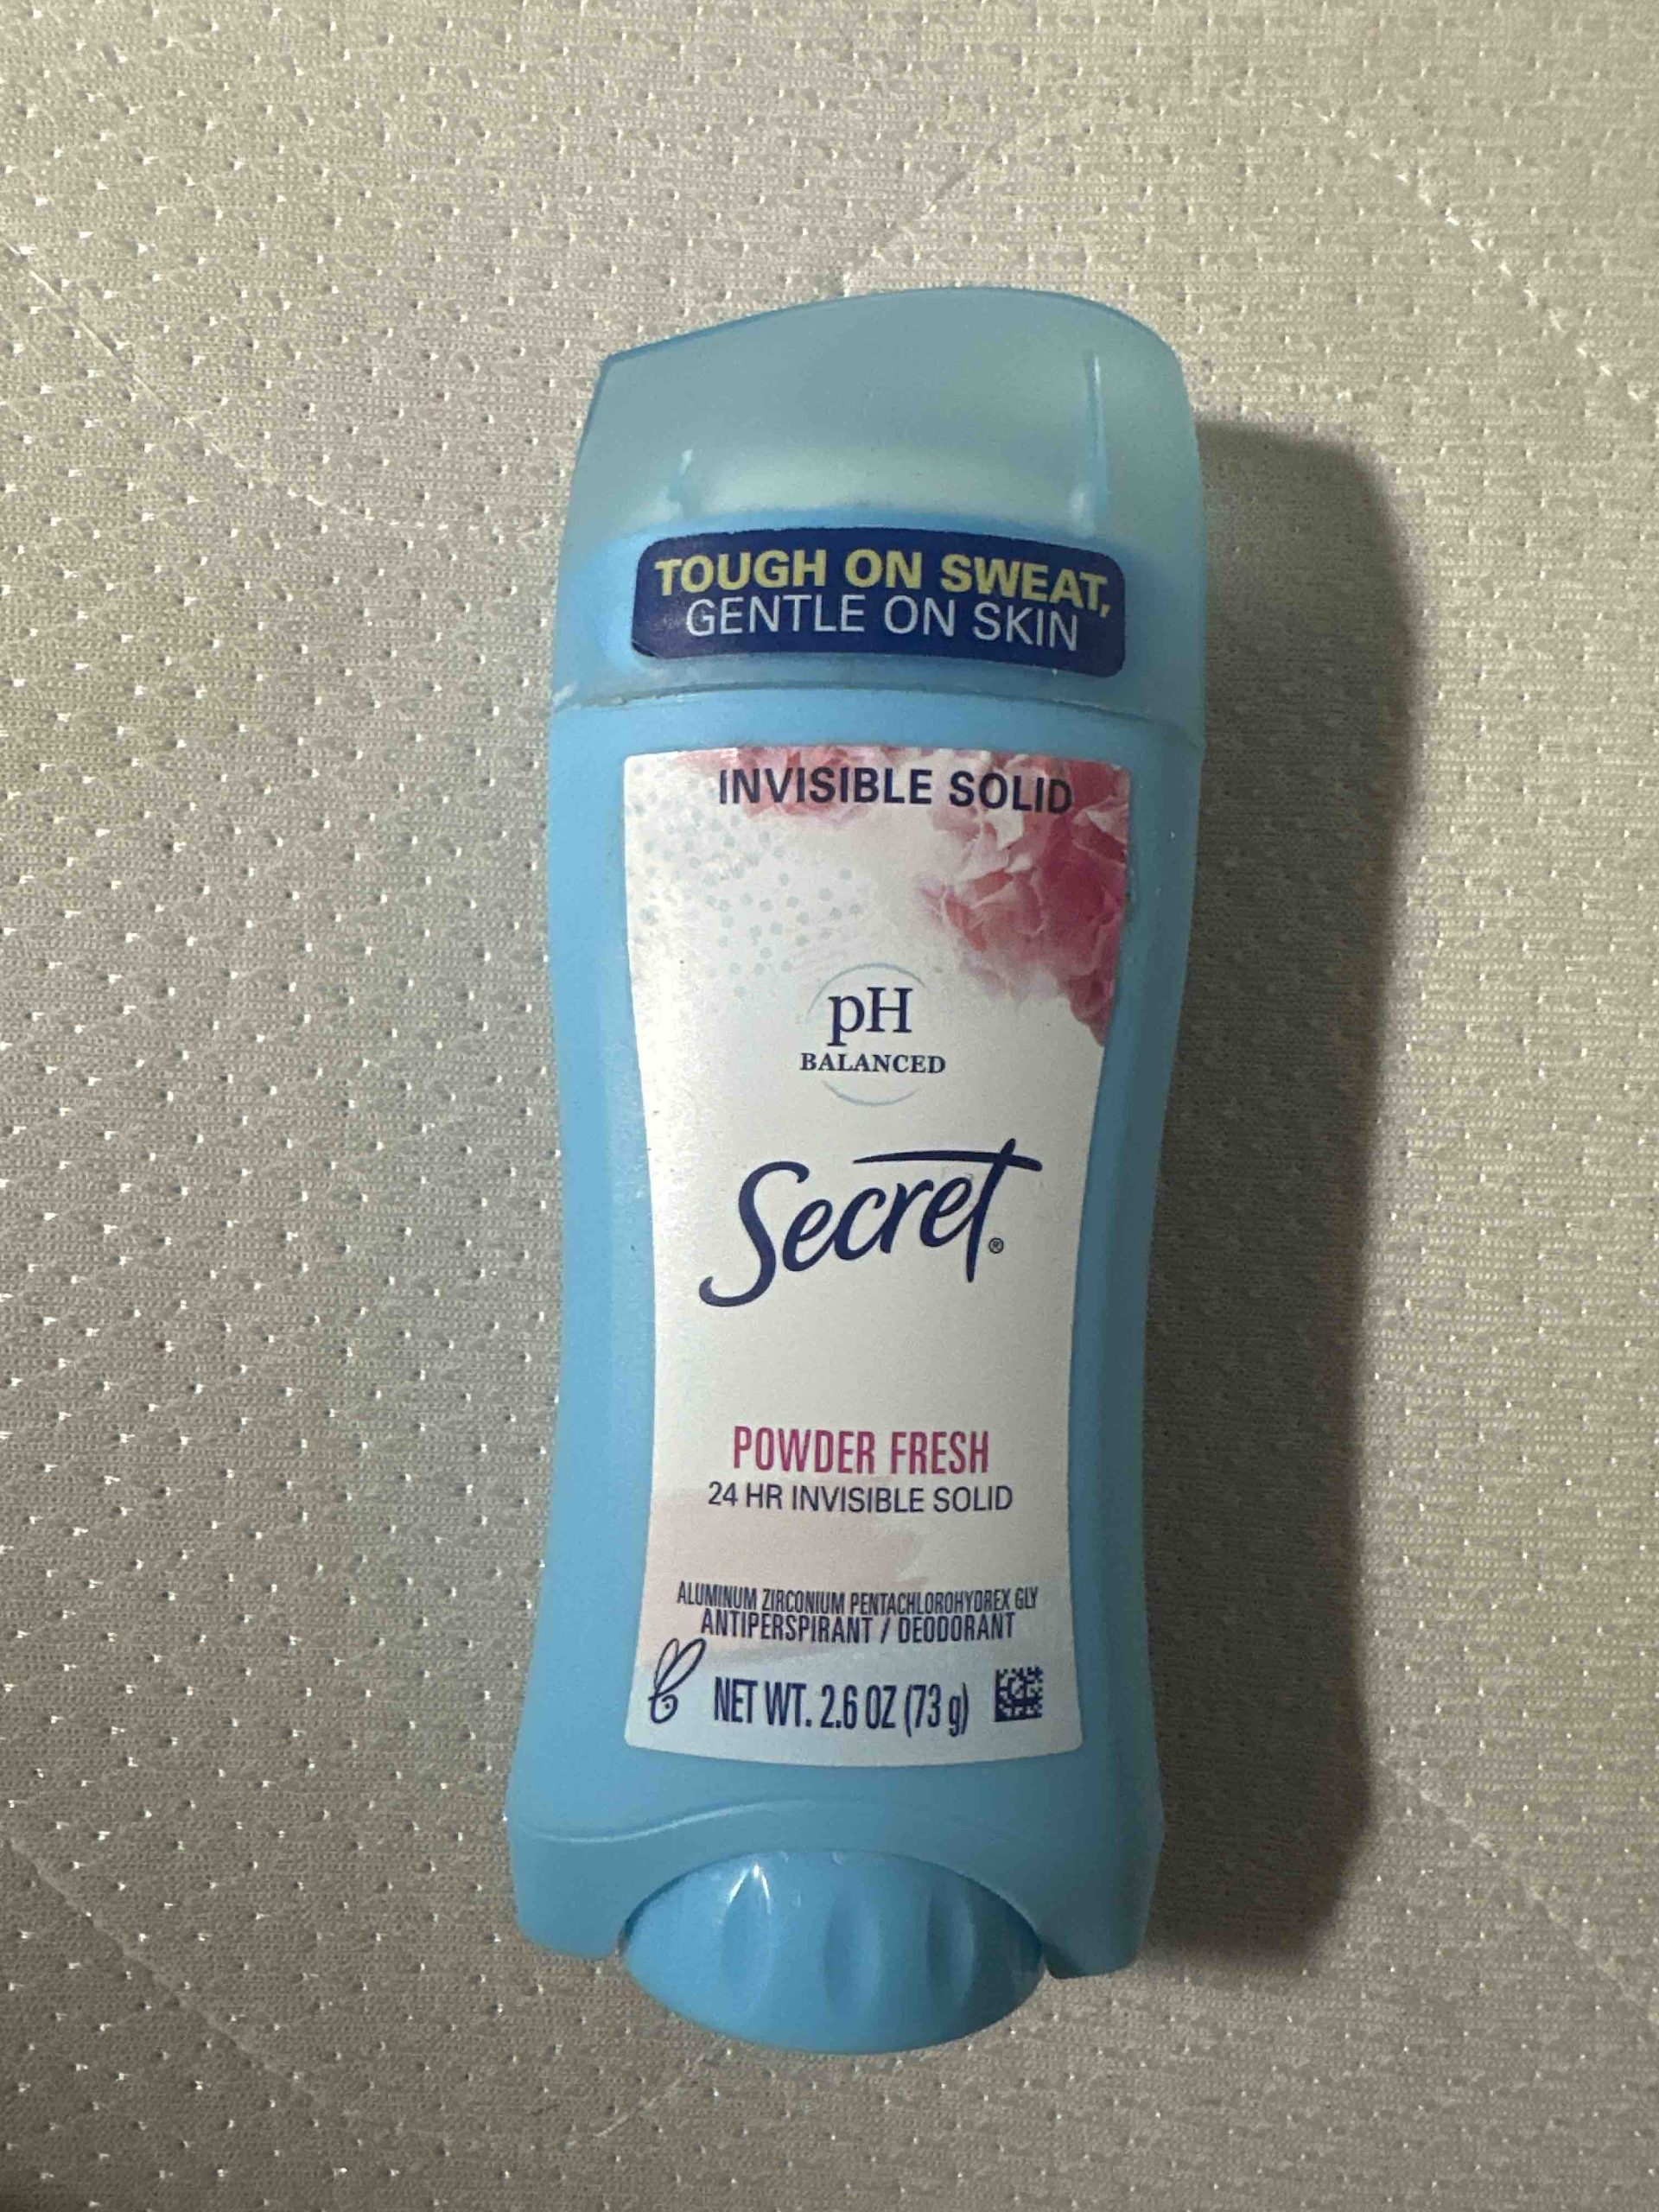 TOUGH ON SWEAT,
GENTLE ON SKIN
INVISIBLE SOLID
pH
BALANCED
Secret®
POWDER FRESH
24 HR INVISIBLE SOLID
ALUMINUM ZIRCONIUM PENTACHLOROHYDREX GLY
ANTIPERSPIRANT / DEODORANT
NET WT. 2.6 OZ (73 g)